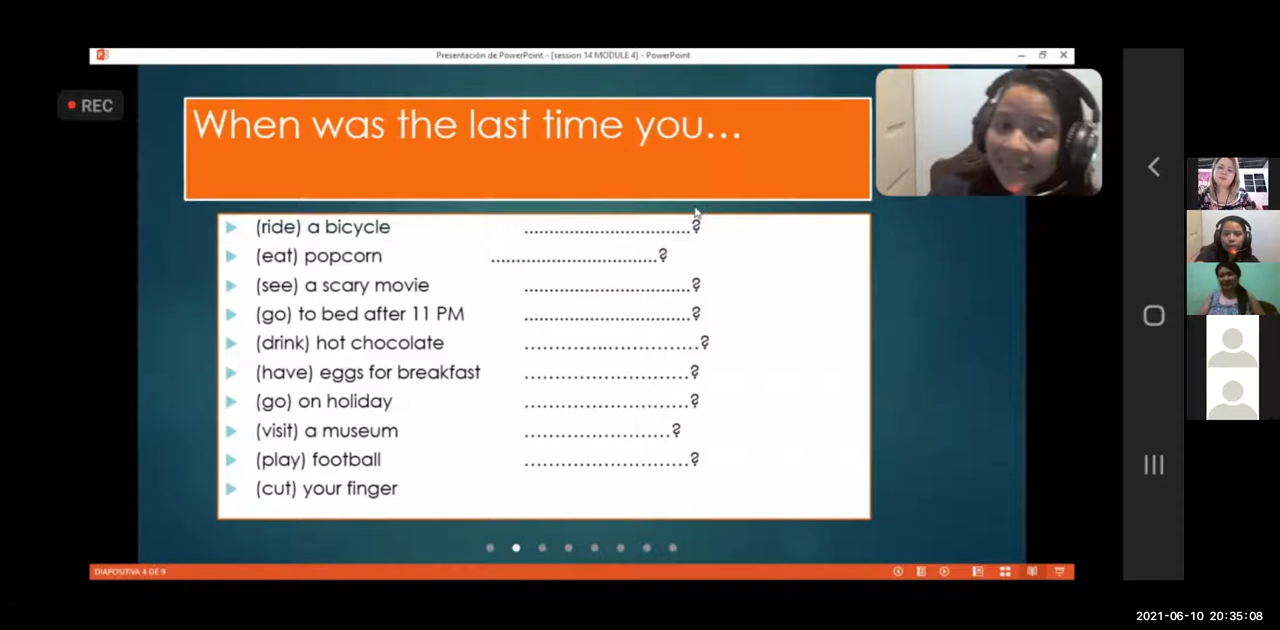 Presentación de PowerPoint - [session 14 MODULE 4] - PowerPoint
REC
When was the last time you...
(ride) a bicycle ................................?
(eat) popcorn ................................?
(see) a scary movie ................................?
(go) to bed after 11 PM ................................?
(drink) hot chocolate ..................................?
(have) eggs for breakfast ...........................?
(go) on holiday ...........................?
(visit) a museum ........................?
(play) football ...........................?
(cut) your finger
DIAPOSITIVA 4 DE 9
2021-06-10 20:35:08